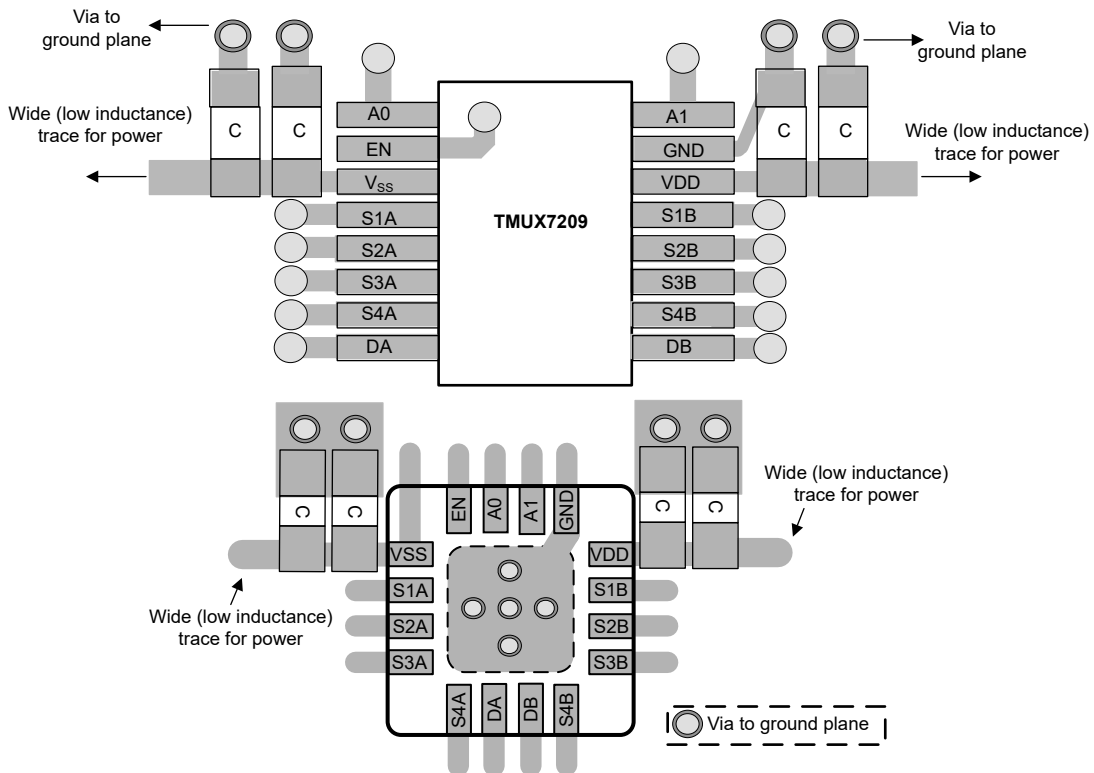 Via to
ground plane
Via to
ground plane
Wide (low inductance)
trace for power
C
C
A0
EN
VSS
S1A
S2A
S3A
S4A
DA
TMUX7209
A1
GND
VDD
S1B
S2B
S3B
S4B
DB
C
C
Wide (low inductance)
trace for power
C
C
EN
A0
A1
GND
C
C
Wide (low inductance)
trace for power
VSS
S1A
S2A
S3A
VDD
S1B
S2B
S3B
Wide (low inductance)
trace for power
S4A
DA
DB
S4B
Via to ground plane